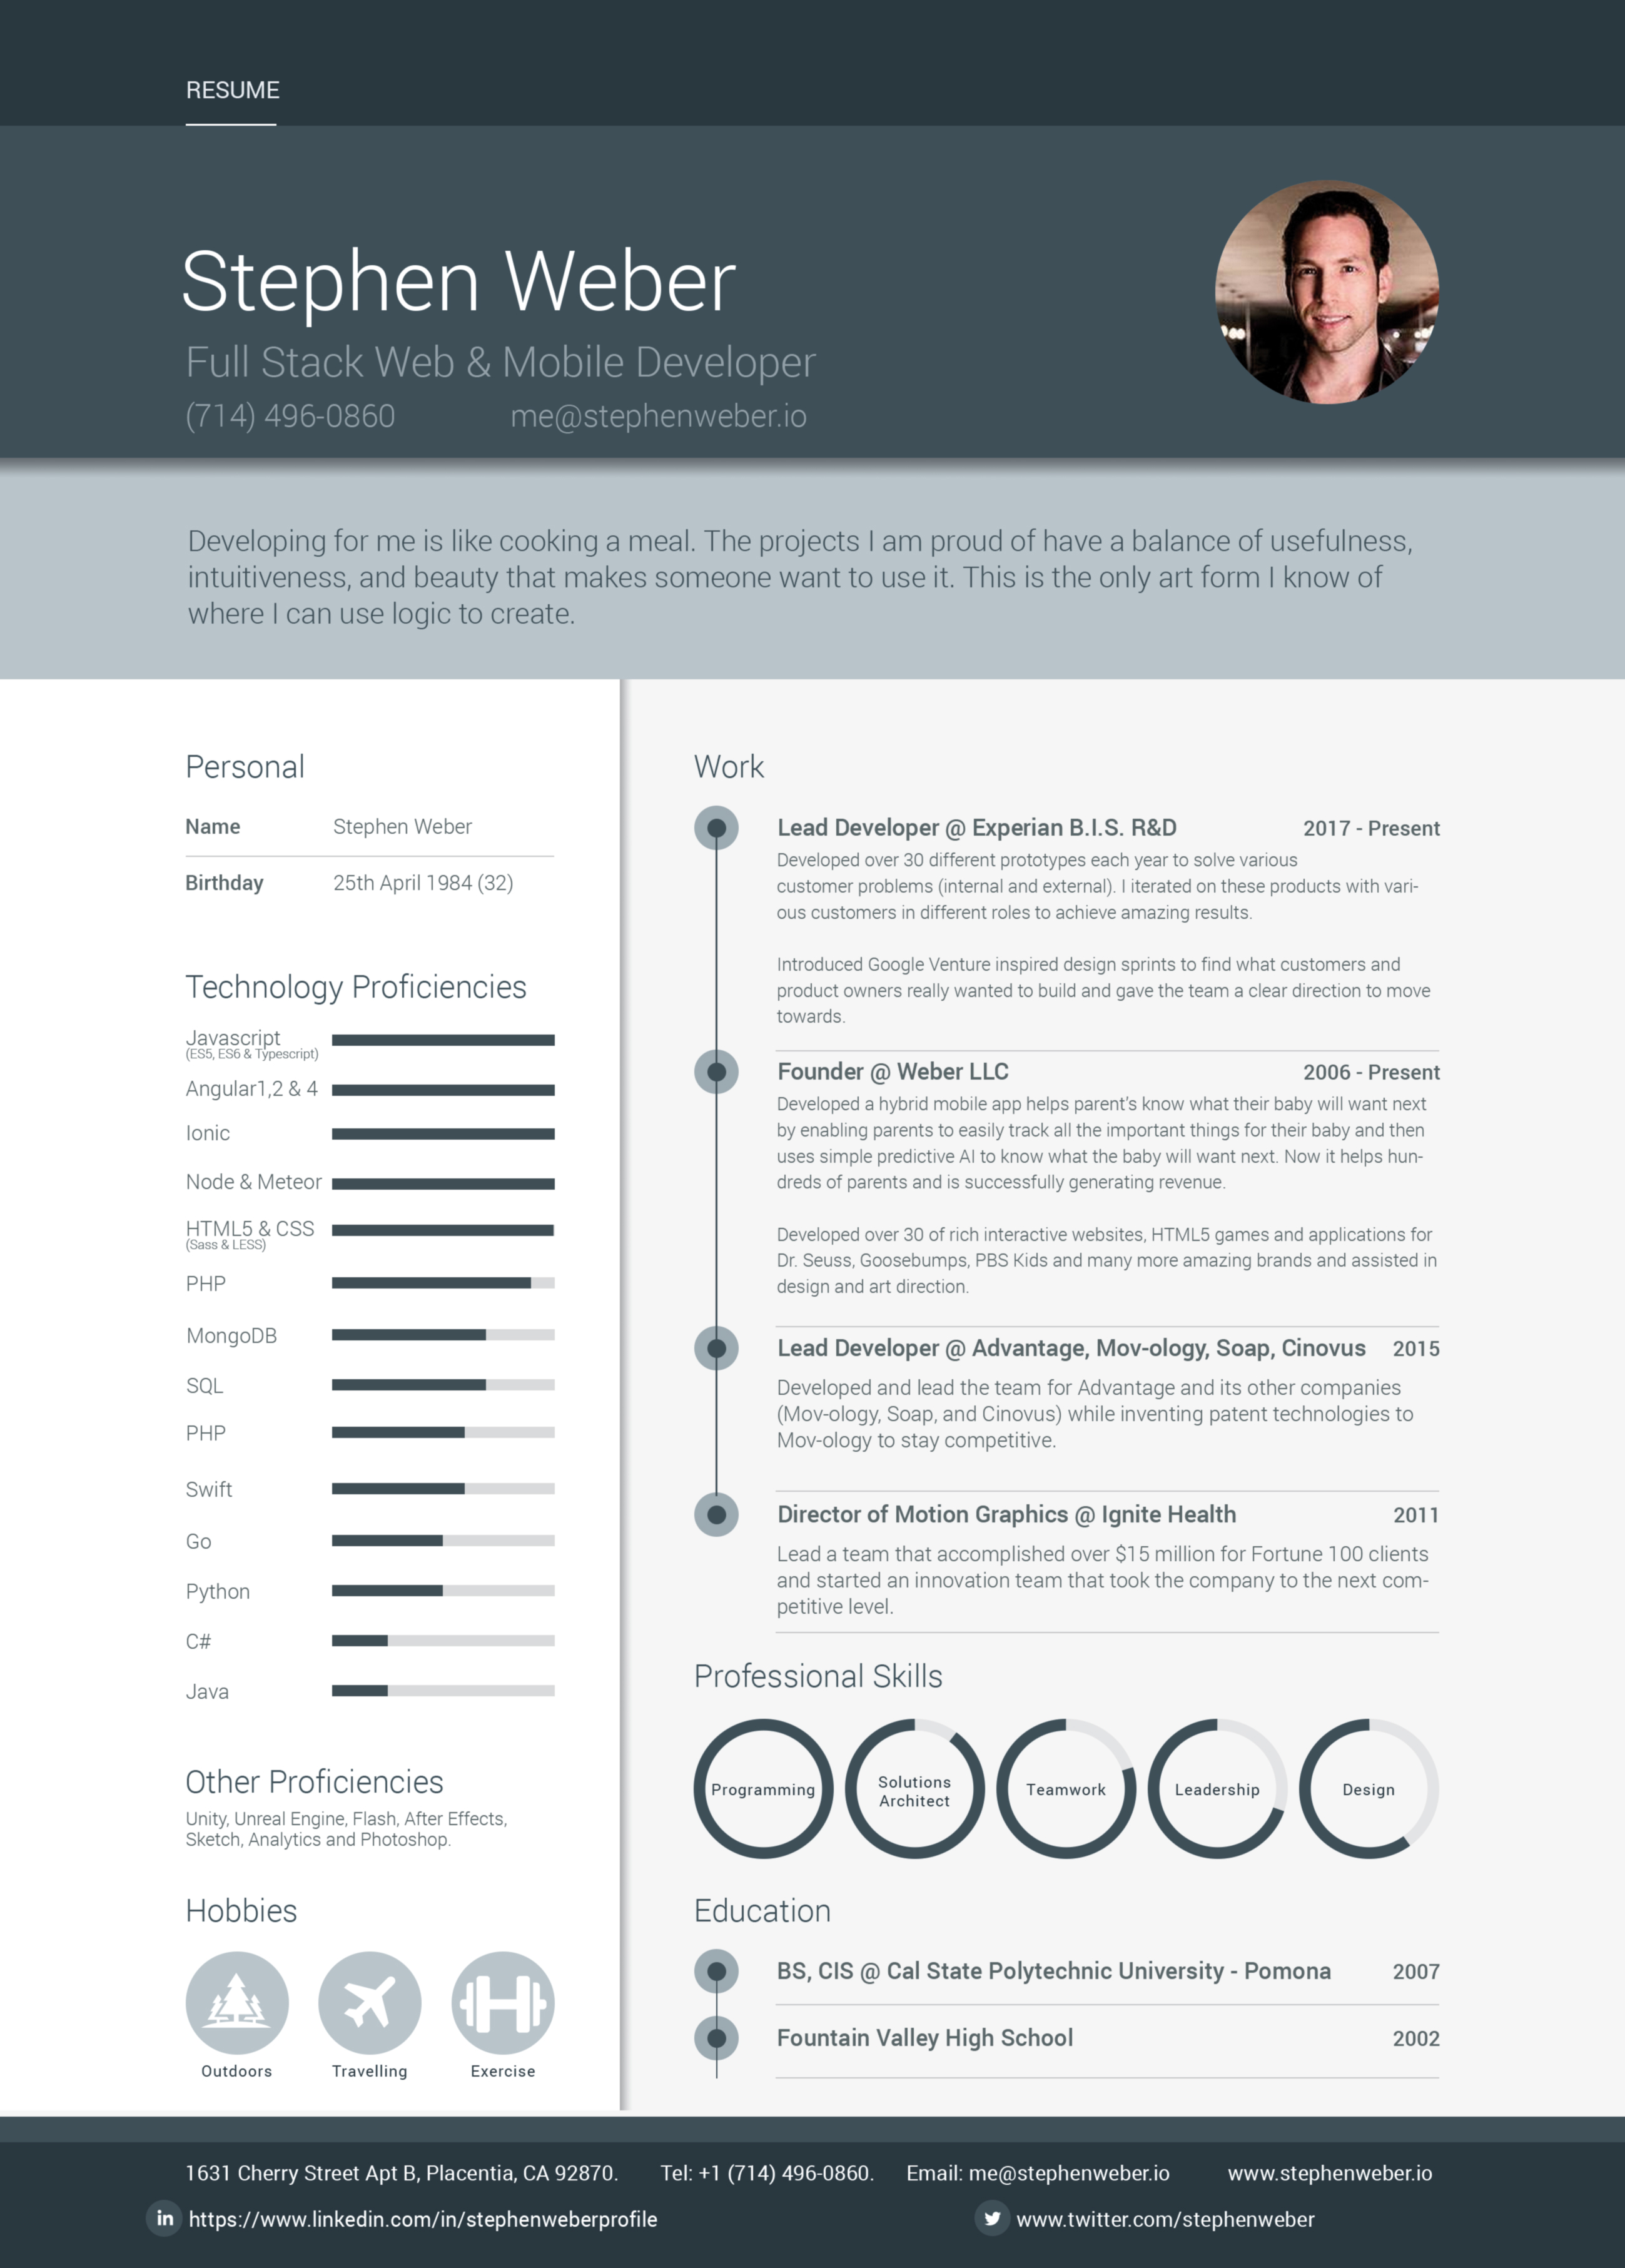 RESUME
Stephen Weber
Full Stack Web & Mobile Developer
(714) 496-0860 me@stephenweber.io
Developing for me is like cooking a meal. The projects I am proud of have a balance of usefulness,
intuitiveness, and beauty that makes someone want to use it. This is the only art form I know of
where I can use logic to create.
Personal
Name Stephen Weber
Birthday 25th April 1984 (32)
Technology Proficiencies
Javascript
(ES5, ES6 & Typescript)
Angular1,2 & 4
Ionic
Node & Meteor
HTML5 & CSS
(Sass & LESS)
PHP
MongoDB
SQL
PHP
Swift
Go
Python
C#
Java
Other Proficiencies
Unity, Unreal Engine, Flash, After Effects,
Sketch, Analytics and Photoshop.
Hobbies
Outdoors Travelling Exercise
Work
Lead Developer @ Experian B.I.S. R&D 2017 - Present
Developed over 30 different prototypes each year to solve various
customer problems (internal and external). I iterated on these products with vari-
ous customers in different roles to achieve amazing results.
Introduced Google Venture inspired design sprints to find what customers and
product owners really wanted to build and gave the team a clear direction to move
towards.
Founder @ Weber LLC 2006 - Present
Developed a hybrid mobile app helps parent's know what their baby will want next
by enabling parents to easily track all the important things for their baby and then
uses simple predictive AI to know what the baby will want next. Now it helps hun-
dreds of parents and is successfully generating revenue.
Developed over 30 of rich interactive websites, HTML5 games and applications for
Dr. Seuss, Goosebumps, PBS Kids and many more amazing brands and assisted in
design and art direction.
Lead Developer @ Advantage, Mov-ology, Soap, Cinovus 2015
Developed and lead the team for Advantage and its other companies
(Mov-ology, Soap, and Cinovus) while inventing patent technologies to
Mov-ology to stay competitive.
Director of Motion Graphics @ Ignite Health 2011
Lead a team that accomplished over $15 million for Fortune 100 clients
and started an innovation team that took the company to the next com-
petitive level.
Professional Skills
Programming
Solutions
Architect
Teamwork
Leadership
Design
Education
BS, CIS @ Cal State Polytechnic University - Pomona 2007
Fountain Valley High School 2002
1631 Cherry Street Apt B, Placentia, CA 92870. Tel: +1 (714) 496-0860. Email: me@stephenweber.io www.stephenweber.io
in https://www.linkedin.com/in/stephenweberprofile www.twitter.com/stephenweber